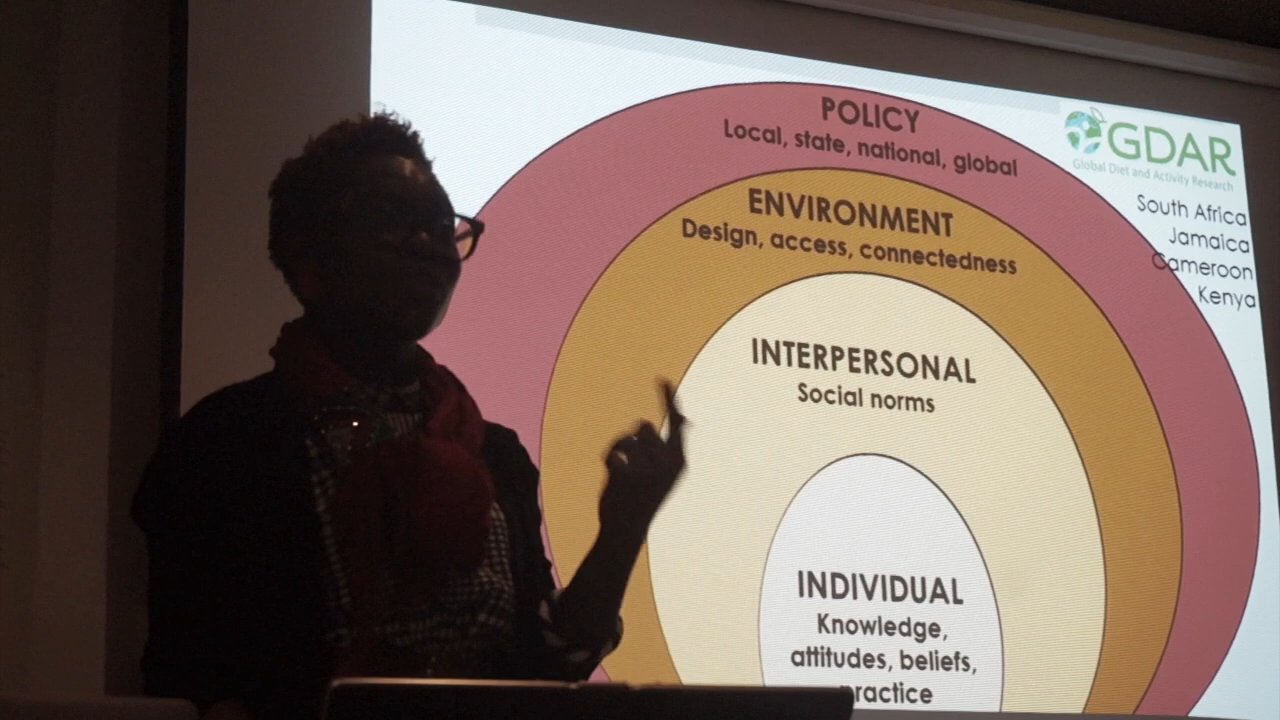 POLICY
Local, state, national, global
ENVIRONMENT
Design, access, connectedness
INTERPERSONAL
Social norms
INDIVIDUAL
Knowledge,
attitudes, beliefs,
practice
GDAR
Global Diet and Activity Research
South Africa
Jamaica
Cameroon
Kenya